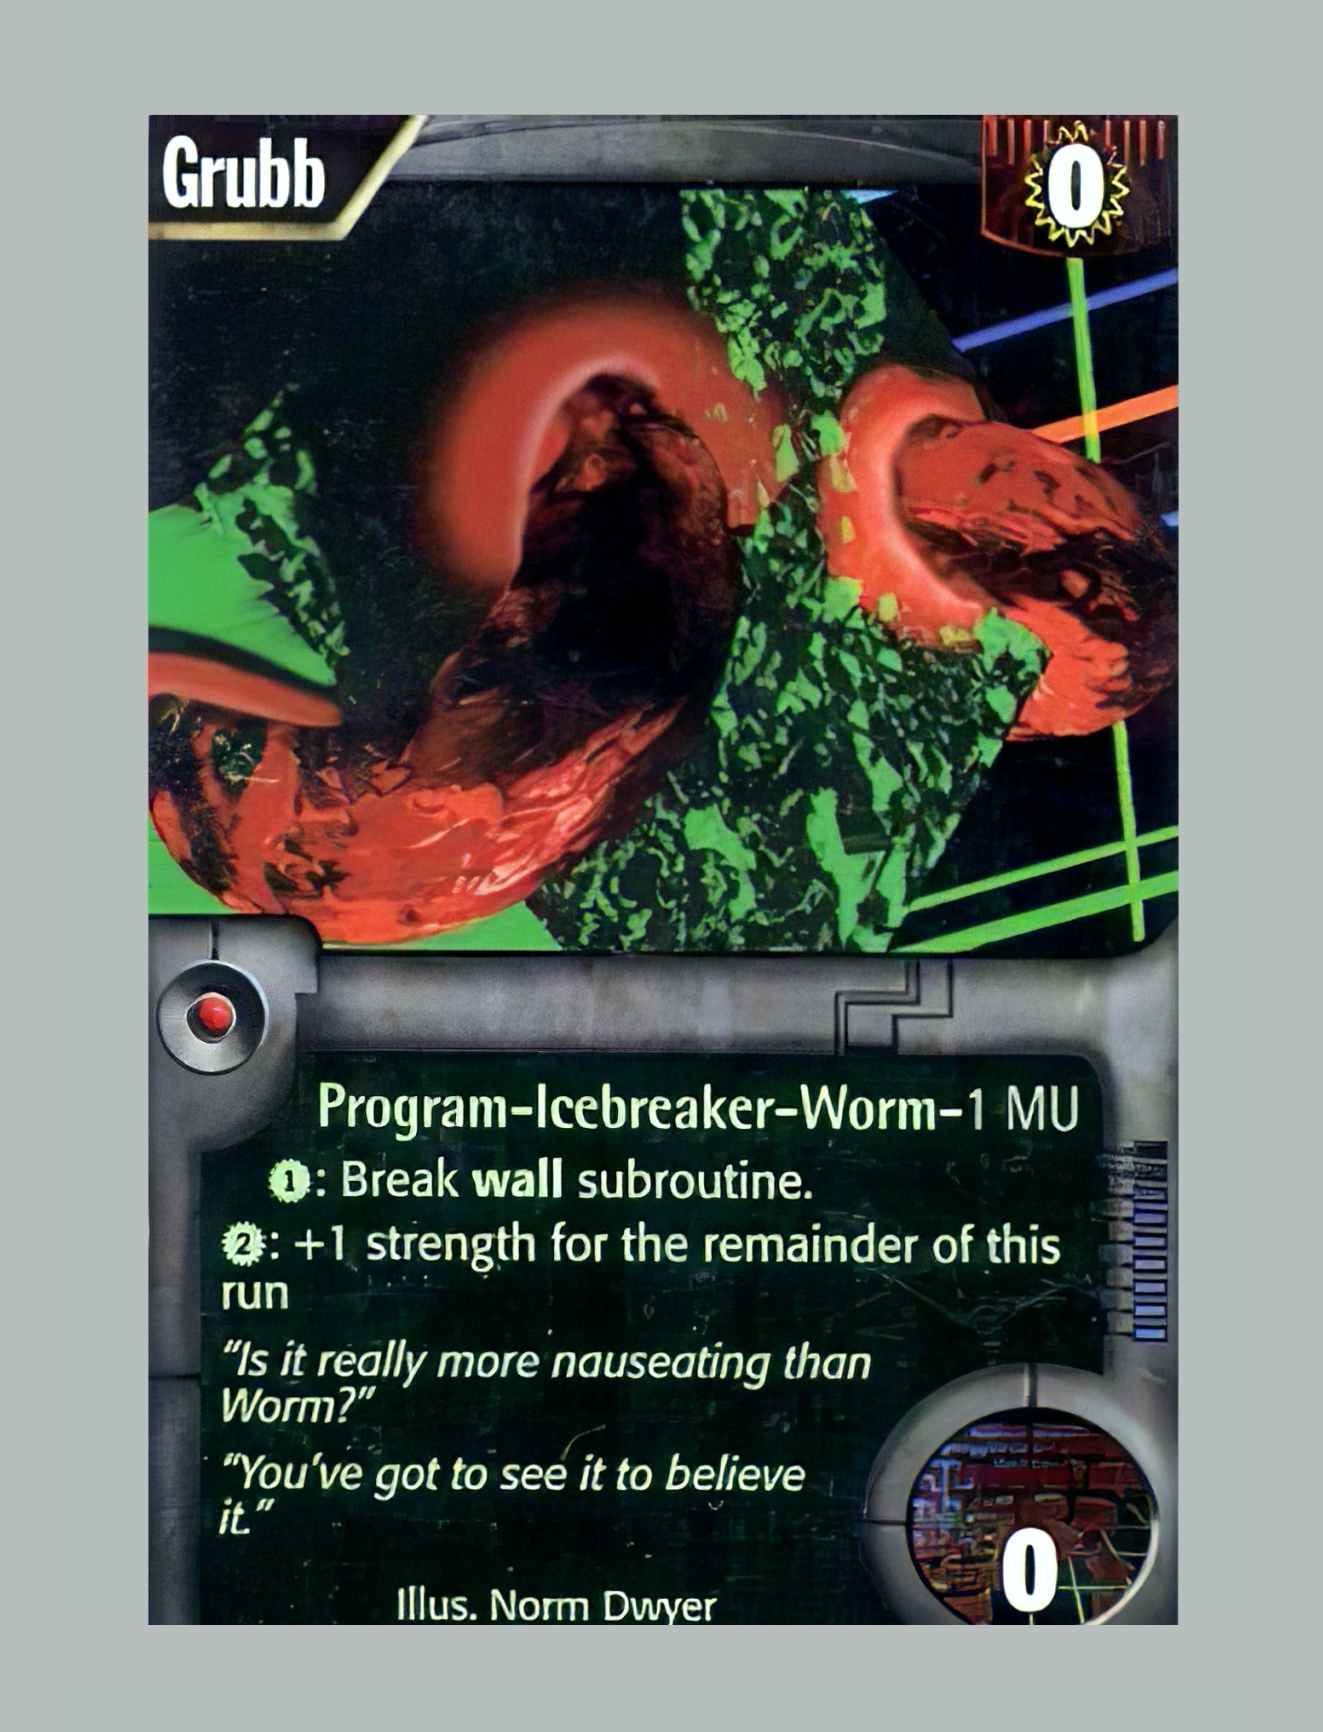 Grubb
0
Program-Icebreaker-Worm-1 MU
1: Break wall subroutine.
2: +1 strength for the remainder of this
run
"Is it really more nauseating than
Worm?"
"You've got to see it to believe
it."
0
Illus. Norm Dwyer